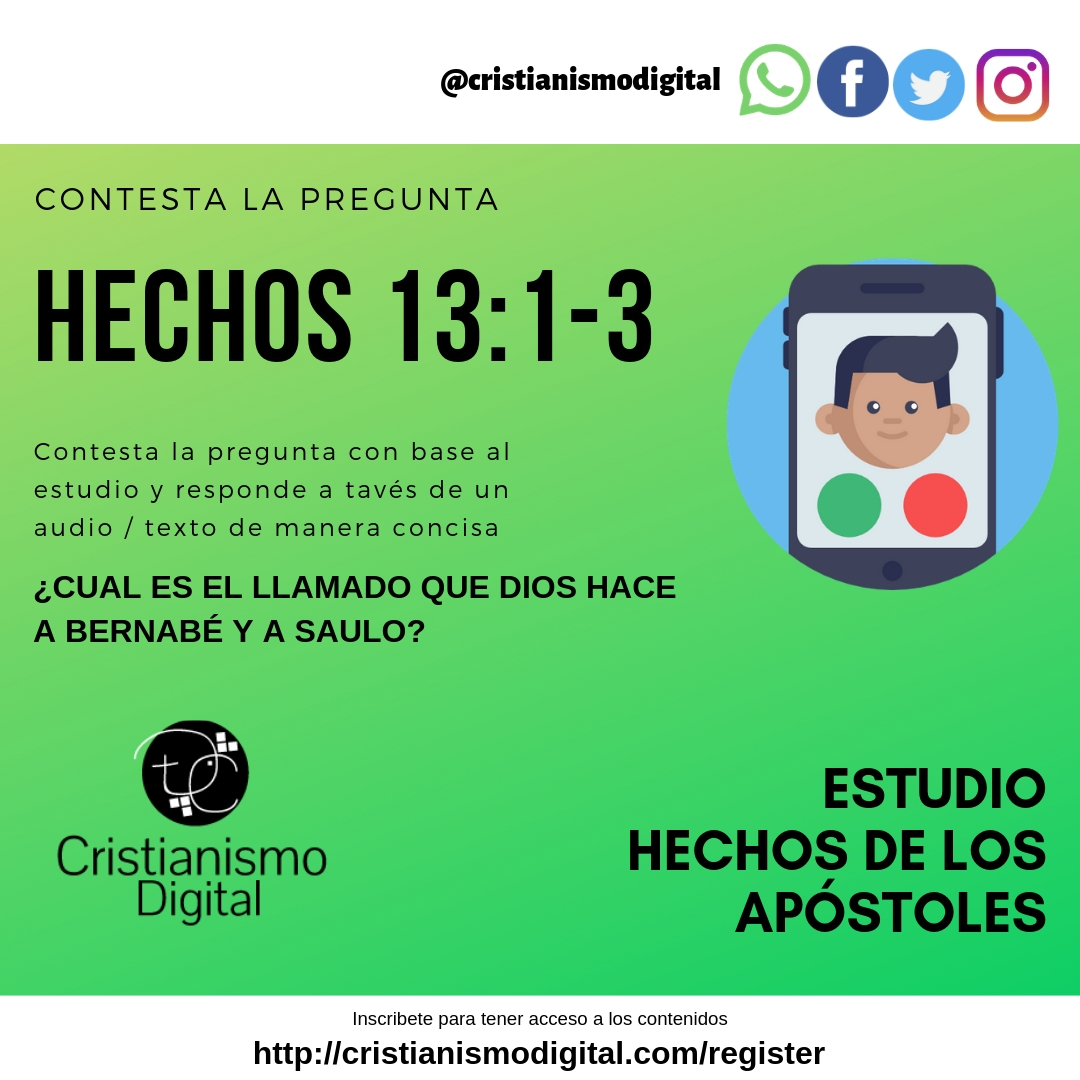 @cristianismodigital
CONTESTA LA PREGUNTA
HECHOS 13:1-3
Contesta la pregunta con base al
estudio y responde a tavés de un
audio / texto de manera concisa
¿CUAL ES EL LLAMADO QUE DIOS HACE
A BERNABÉ Y A SAULO?
Cristianismo
Digital
ESTUDIO
HECHOS DE LOS
APÓSTOLES
Inscribete para tener acceso a los contenidos
http://cristianismodigital.com/register